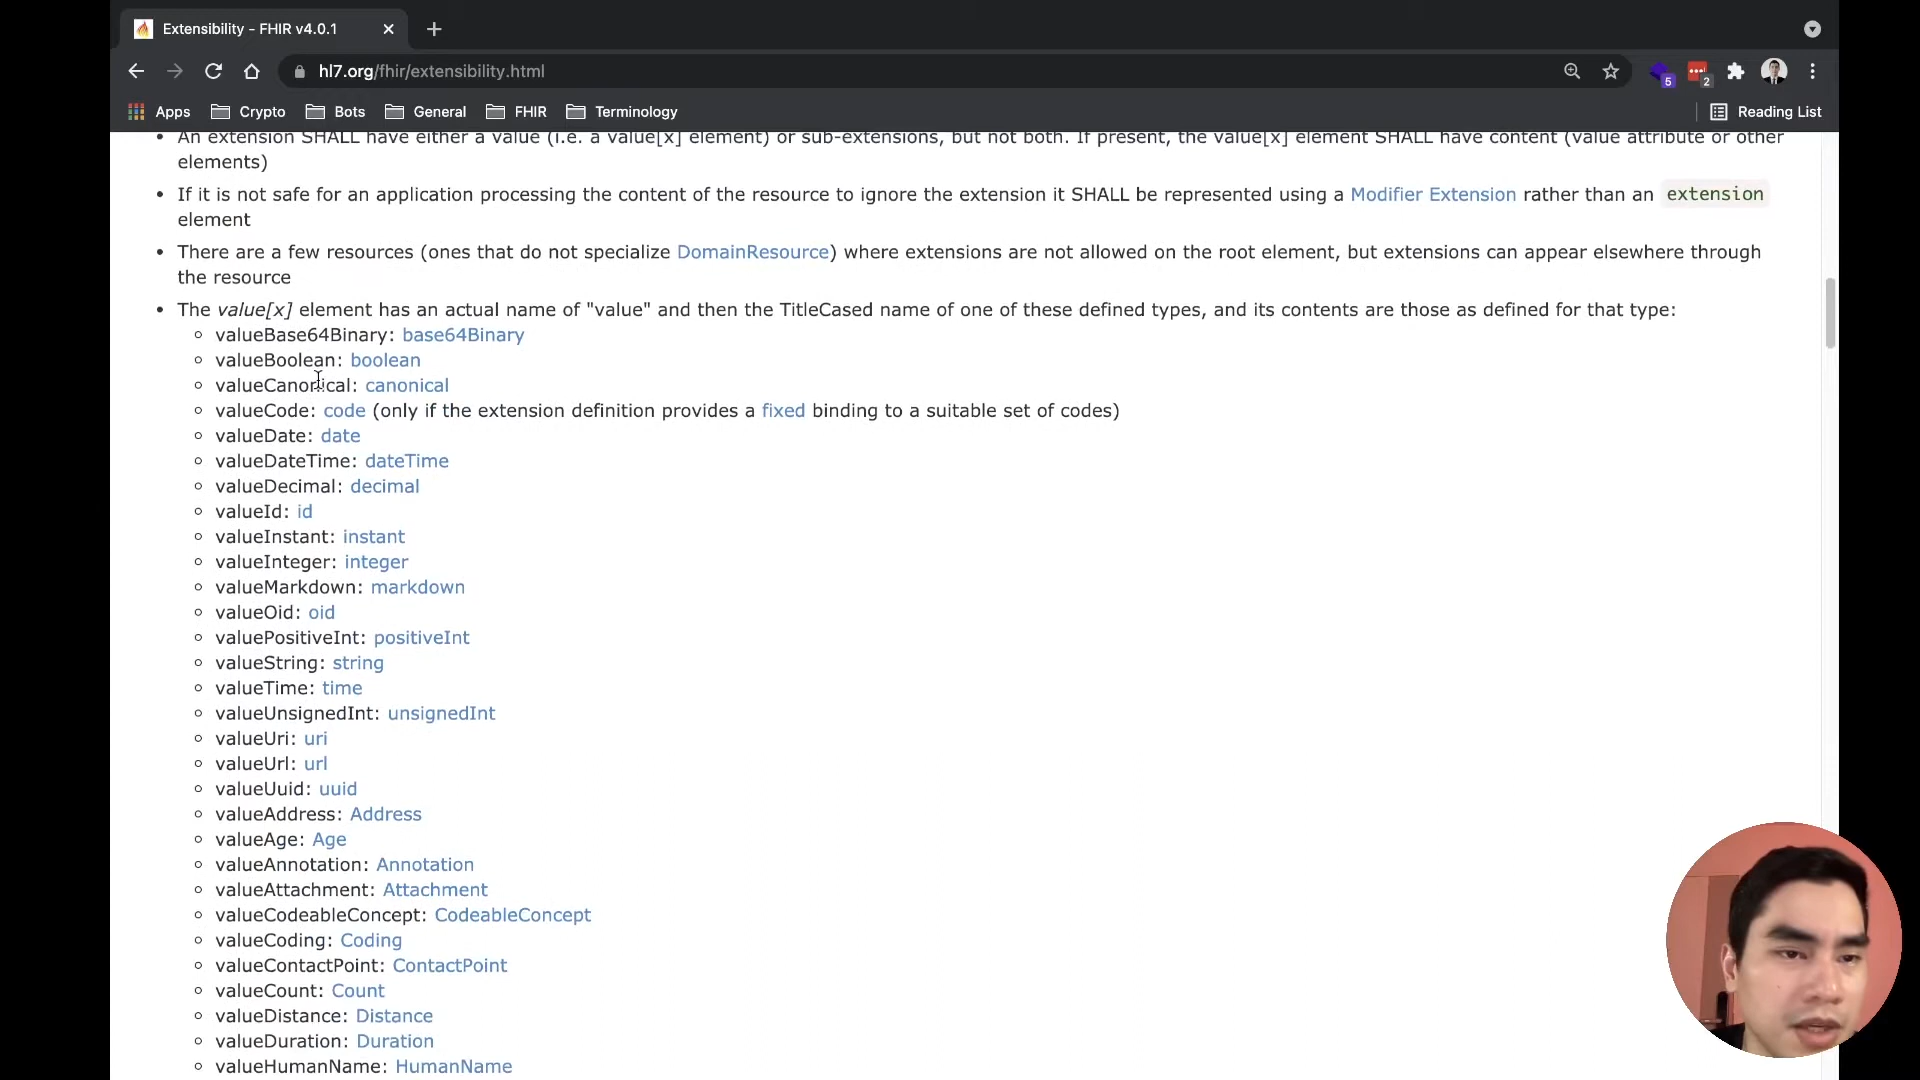 Extensibility - FHIR v4.0.1
hl7.org/fhir/extensibility.html
5
2
Apps
Crypto
Bots
General
FHIR
Terminology
Reading List
An extension SHALL have either a value (i.e. a value[x] element) or sub-extensions, but not both. If present, the value[x] element SHALL have content (value attribute or other
elements)
If it is not safe for an application processing the content of the resource to ignore the extension it SHALL be represented using a Modifier Extension rather than an extension
element
There are a few resources (ones that do not specialize DomainResource) where extensions are not allowed on the root element, but extensions can appear elsewhere through
the resource
The value[x] element has an actual name of "value" and then the TitleCased name of one of these defined types, and its contents are those as defined for that type:
valueBase64Binary: base64Binary
valueBoolean: boolean
valueCanonical: canonical
valueCode: code (only if the extension definition provides a fixed binding to a suitable set of codes)
valueDate: date
valueDateTime: dateTime
valueDecimal: decimal
valueId: id
valueInstant: instant
valueInteger: integer
valueMarkdown: markdown
valueOid: oid
valuePositiveInt: positiveInt
valueString: string
valueTime: time
valueUnsignedInt: unsignedInt
valueUri: uri
valueUrl: url
valueUuid: uuid
valueAddress: Address
valueAge: Age
valueAnnotation: Annotation
valueAttachment: Attachment
valueCodeableConcept: CodeableConcept
valueCoding: Coding
valueContactPoint: ContactPoint
valueCount: Count
valueDistance: Distance
valueDuration: Duration
valueHumanName: HumanName